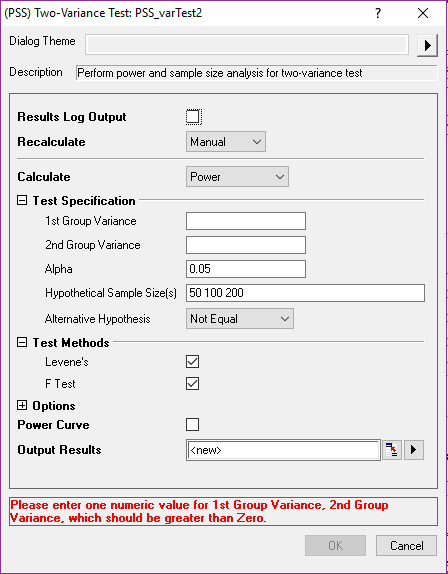 (PSS) Two-Variance Test: PSS_varTest2
Dialog Theme
Description Perform power and sample size analysis for two-variance test
Results Log Output
Recalculate Manual
Calculate Power
Test Specification
1st Group Variance
2nd Group Variance
Alpha 0.05
Hypothetical Sample Size(s) 50 100 200
Alternative Hypothesis Not Equal
Test Methods
Levene's
F Test
Options
Power Curve
Output Results <new>
Please enter one numeric value for 1st Group Variance, 2nd Group
Variance, which should be greater than Zero.
OK Cancel